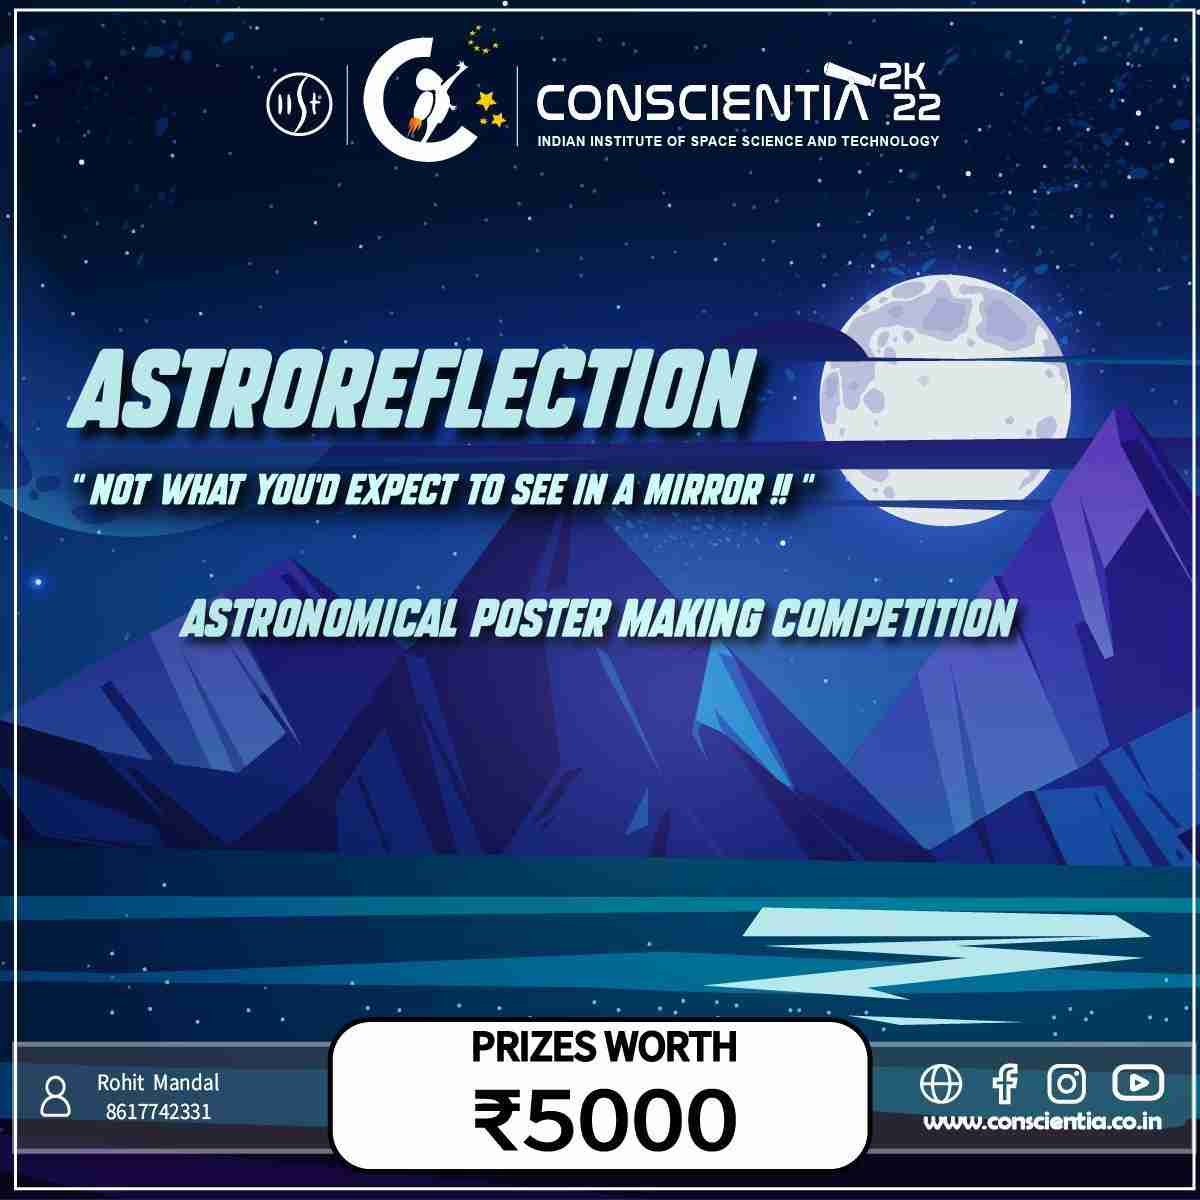 IISt
CONSCIENTIA 2K22
INDIAN INSTITUTE OF SPACE SCIENCE AND TECHNOLOGY
ASTROREFLECTION
" NOT WHAT YOU'D EXPECT TO SEE IN A MIRROR !! "
ASTRONOMICAL POSTER MAKING COMPETITION
PRIZES WORTH
₹5000
Rohit Mandal
8617742331
www.conscientia.co.in